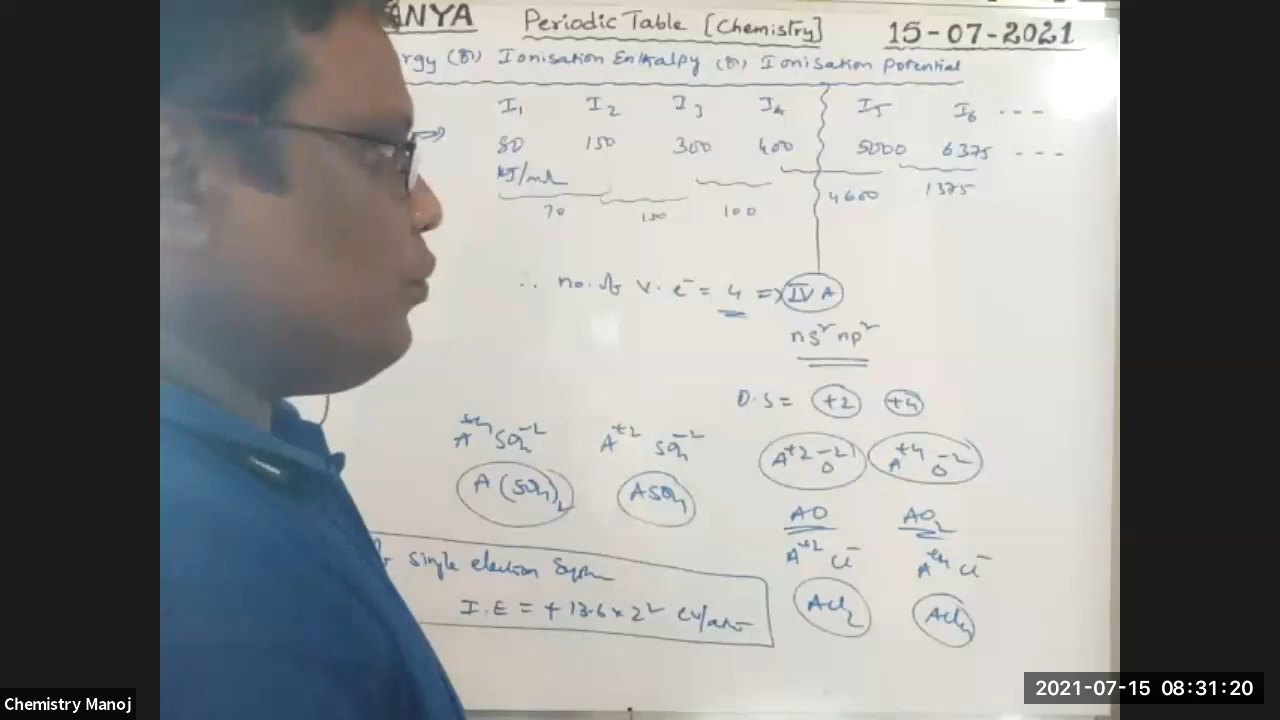 ANYA Periodic Table [Chemistry] 15-07-2021
rgy (or) Ionisation Enthalpy (or) Ionisation Potential
I₁ I₂ I₃ I₄ I₅ I₆ ---
⇒ 80 150 300 400 5000 6375 ---
kJ/mol
70 150 100 4600 1375
∴ no. of v. e⁻ = 4 ⇒ IV A
ns² np²
O.S = +2 +4
A⁺⁴ SO₄⁻² A⁺² SO₄⁻² A⁺² O⁻² A⁺⁴ O⁻²
A(SO₄)₂ ASO₄
AO AO₂
A⁺² Cl⁻ A⁺⁴ Cl⁻
ACl₂ ACl₄
single electron System
I.E = + 13.6 × Z² eV/atom
Chemistry Manoj
2021-07-15 08:31:20